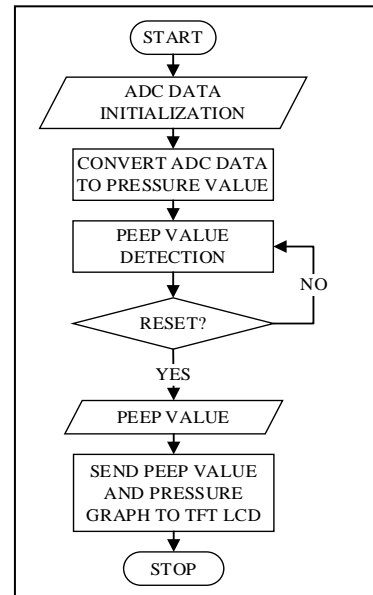 START
ADC DATA
INITIALIZATION
CONVERT ADC DATA
TO PRESSURE VALUE
PEEP VALUE
DETECTION
NO
RESET?
YES
PEEP VALUE
SEND PEEP VALUE
AND PRESSURE
GRAPH TO TFT LCD
STOP